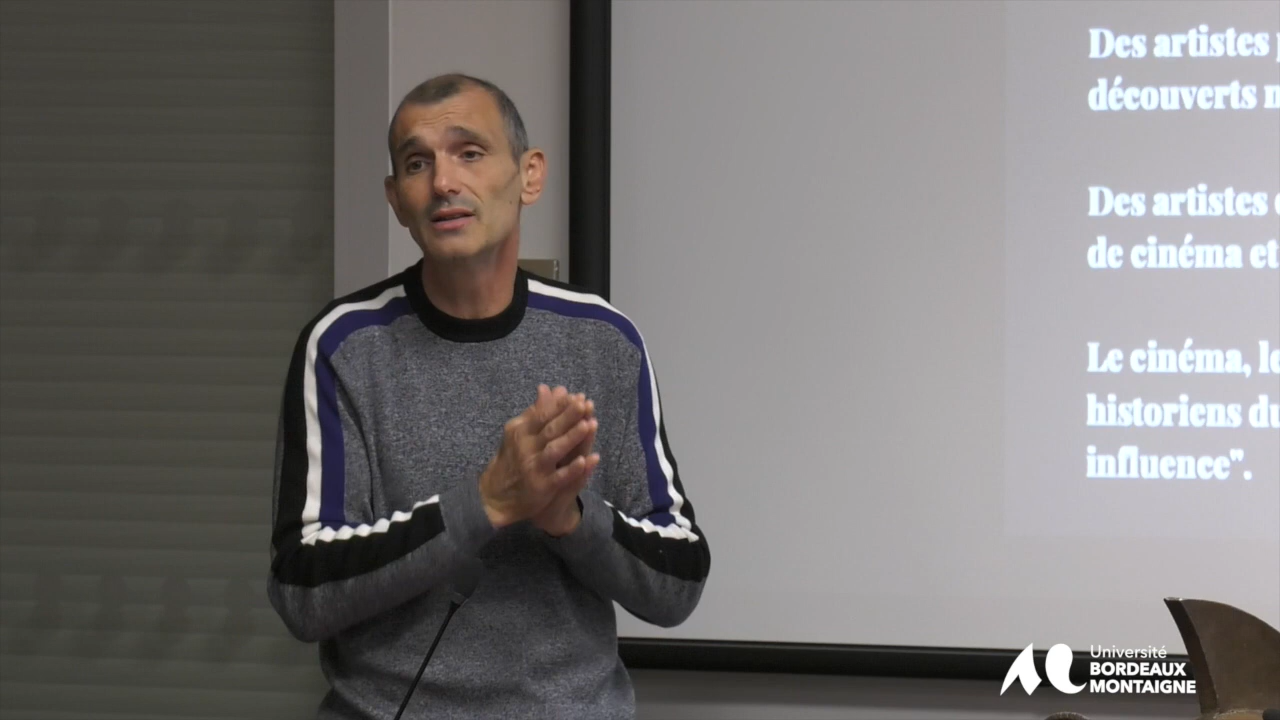 Des artistes
découverts
Des artistes
de cinéma et
Le cinéma,
historiens du
influence".
Université
BORDEAUX
MONTAIGNE